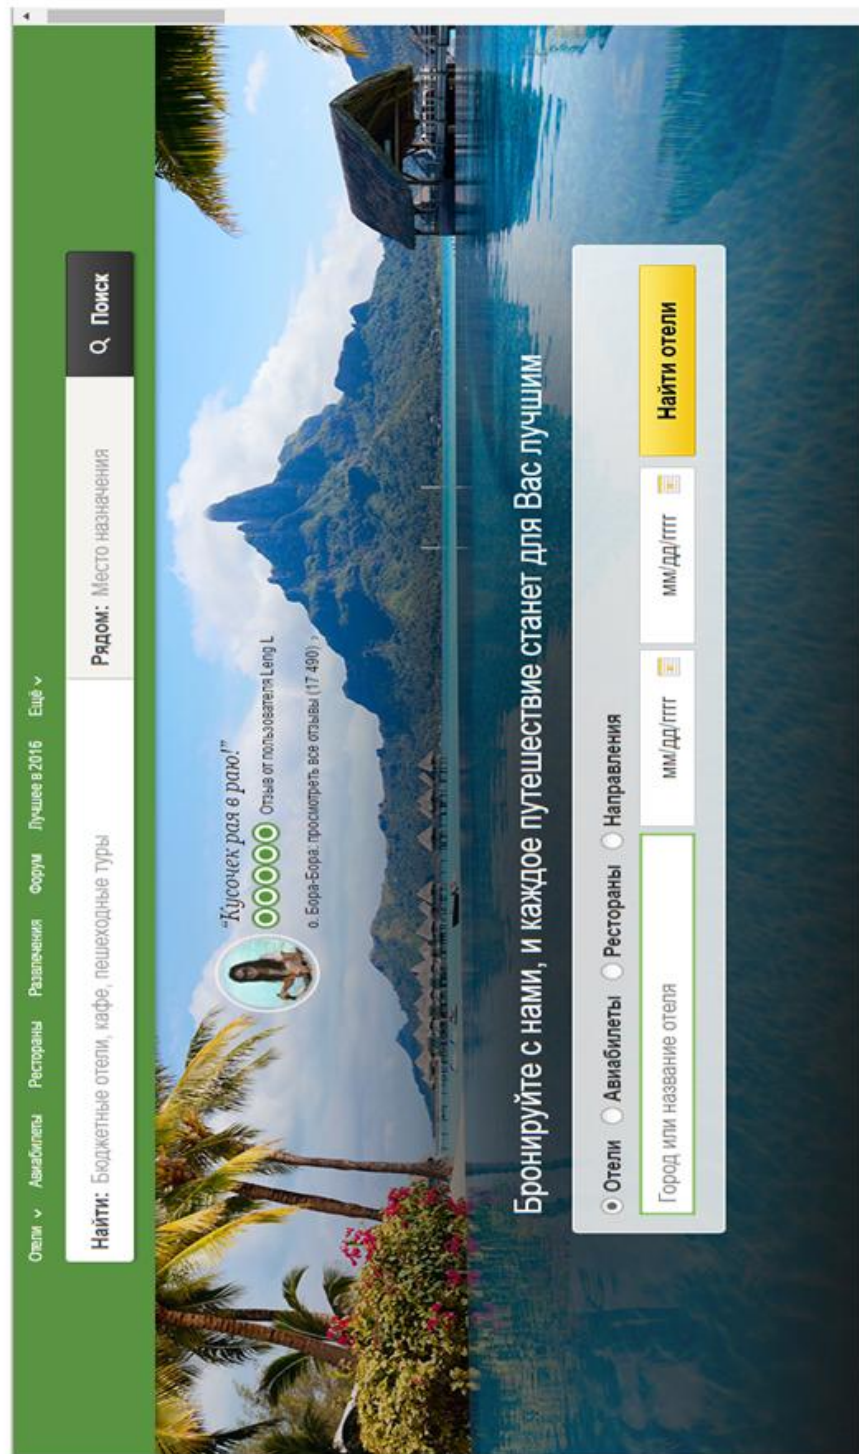 Отели Авиабилеты Рестораны Развлечения Форум Лучшее в 2016 Ещё
Найти: Бюджетные отели, кафе, пешеходные туры Рядом: Место назначения Поиск
“Кусочек рая в раю!”
Отзыв от пользователя Leng L
о. Бора-Бора: просмотреть все отзывы (17 490) ›
Бронируйте с нами, и каждое путешествие станет для Вас лучшим
Отели Авиабилеты Рестораны Направления
Город или название отеля мм/дд/гггг мм/дд/гггг Найти отели